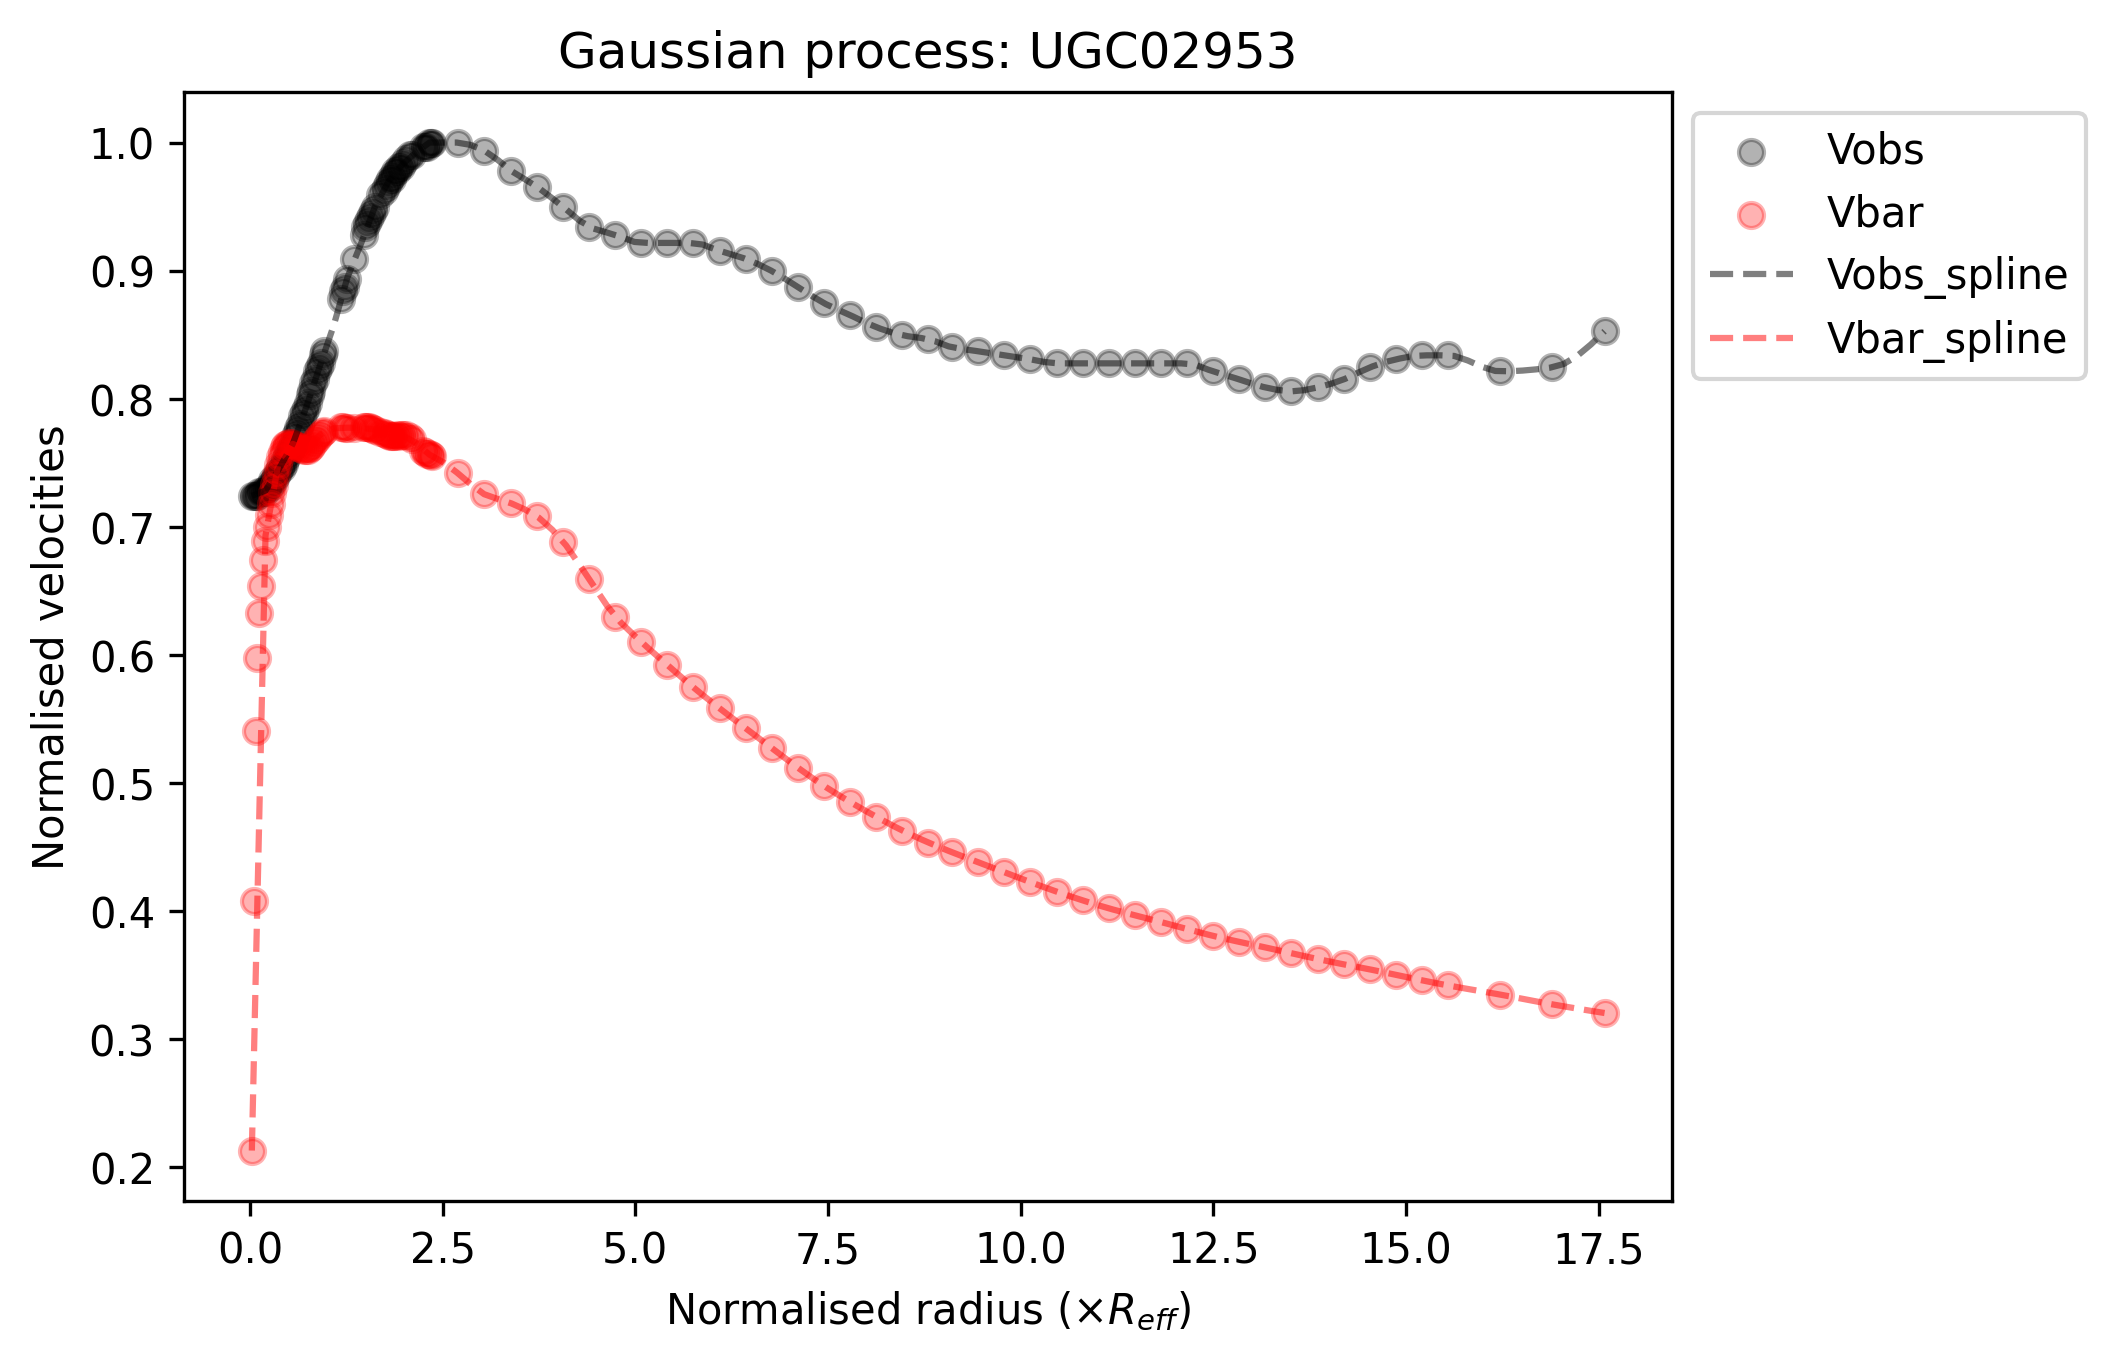 Gaussian process: UGC02953
Normalised velocities
1.0
0.9
0.8
0.7
0.6
0.5
0.4
0.3
0.2
0.0 2.5 5.0 7.5 10.0 12.5 15.0 17.5
Normalised radius (×R_eff)
Vobs
Vbar
Vobs_spline
Vbar_spline